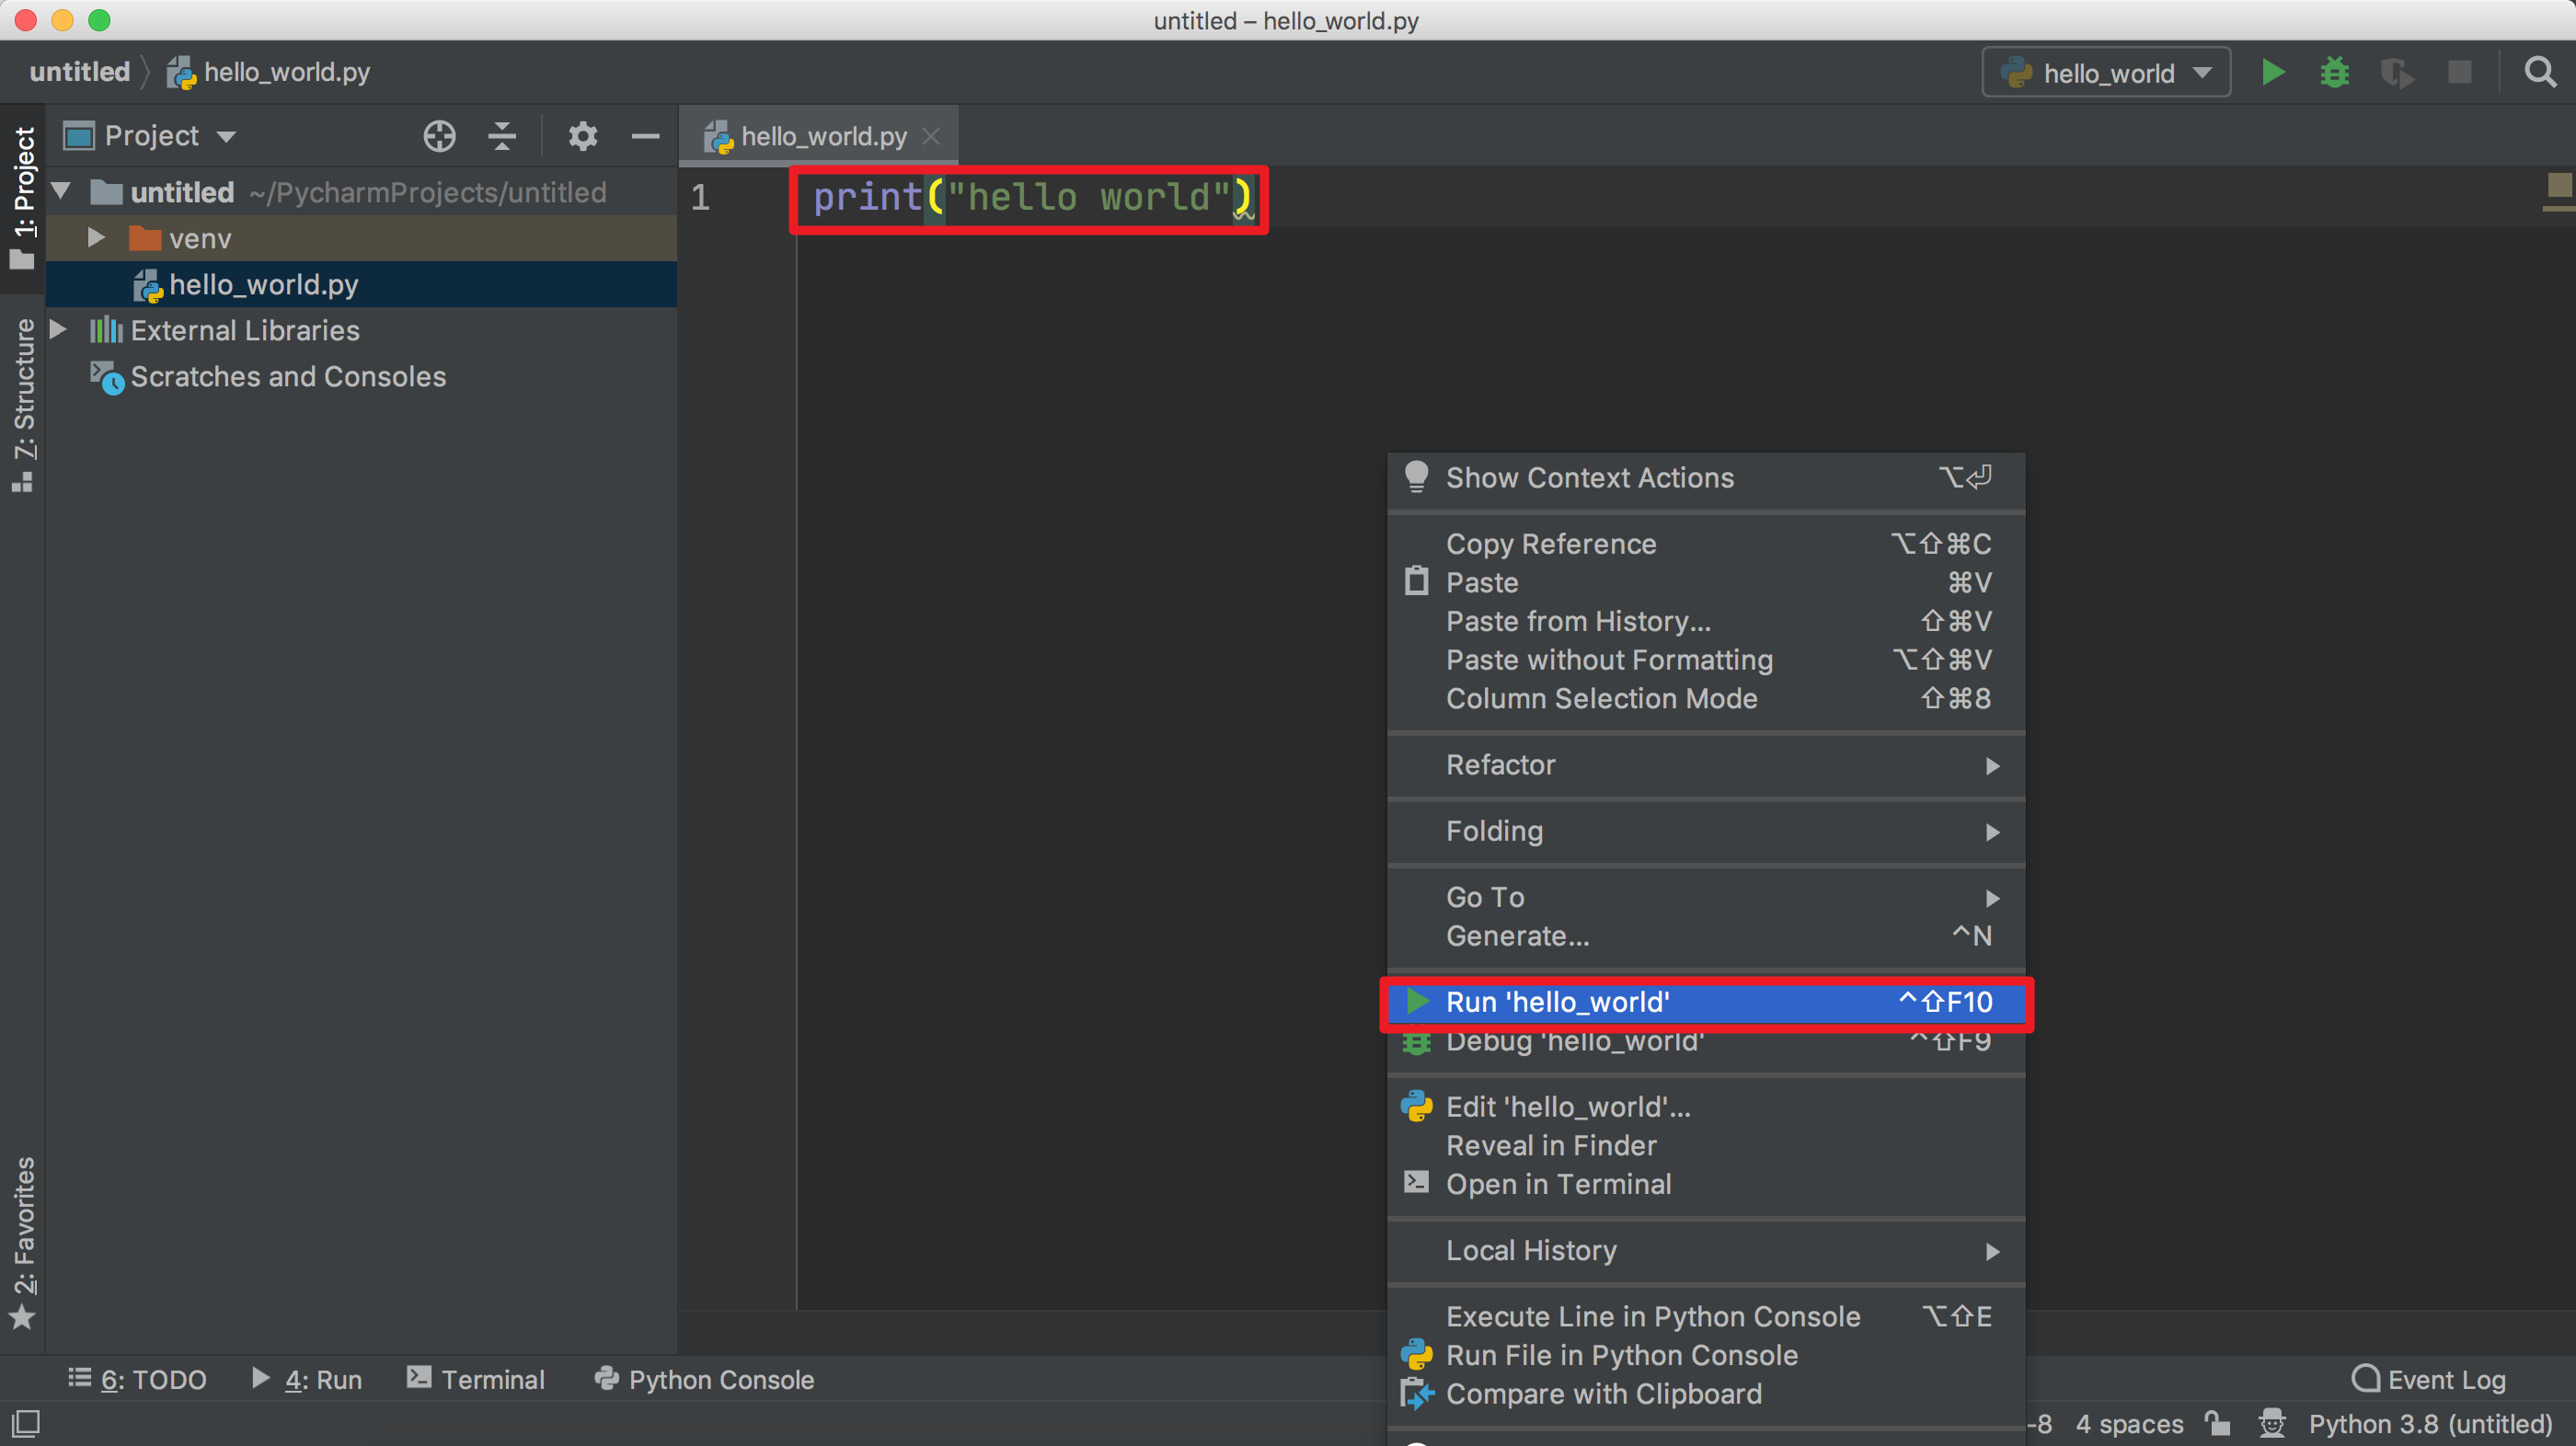 untitled – hello_world.py
untitled hello_world.py hello_world
1: Project
Project
hello_world.py
untitled ~/PycharmProjects/untitled
venv
hello_world.py
External Libraries
Scratches and Consoles
7: Structure
2: Favorites
1 print("hello world")
Show Context Actions ⌥⏎
Copy Reference ⌥⇧⌘C
Paste ⌘V
Paste from History... ⇧⌘V
Paste without Formatting ⌥⇧⌘V
Column Selection Mode ⇧⌘8
Refactor
Folding
Go To
Generate... ^N
Run 'hello_world' ^⇧F10
Debug 'hello_world' ^⇧F9
Edit 'hello_world'...
Reveal in Finder
Open in Terminal
Local History
Execute Line in Python Console ⌥⇧E
Run File in Python Console
Compare with Clipboard
6: TODO 4: Run Terminal Python Console Event Log
-8 4 spaces Python 3.8 (untitled)